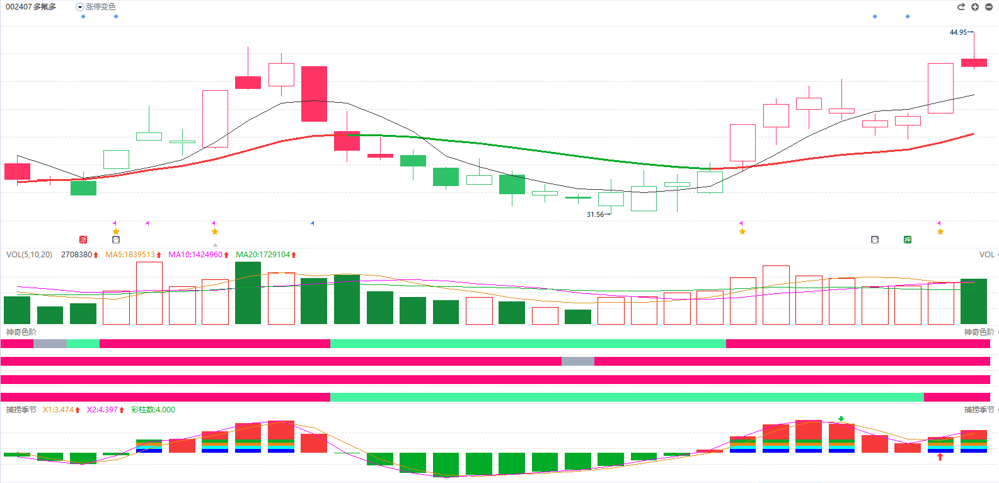 002407 多氟多 涨停变色
44.95
31.56
派
押
VOL(5,10,20) 2708380 MA5:1839513 MA10:1424960 MA20:1729104 VOL
神奇色阶 神奇色阶
捕捞季节 X1:3.474 X2:4.397 彩柱数:4.000 捕捞季节